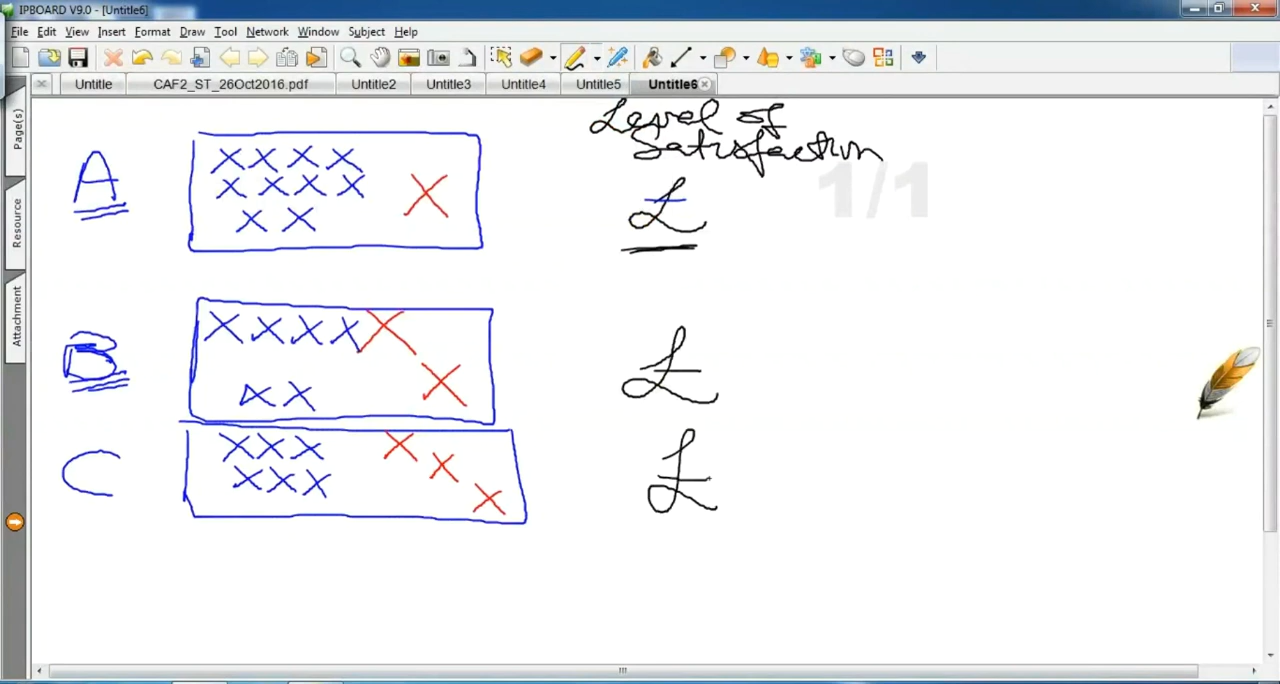 IPBOARD V9.0 - [Untitle6]
File Edit View Insert Format Draw Tool Network Window Subject Help
Untitle CAF2_ST_26Oct2016.pdf Untitle2 Untitle3 Untitle4 Untitle5 Untitle6
Page(s)
Resource
Attachment
Level of
Satisfaction
1/1
A X X X X
X X X X X £
X X
B X X X X X
X X X £
C X X X X
X X X X £
X